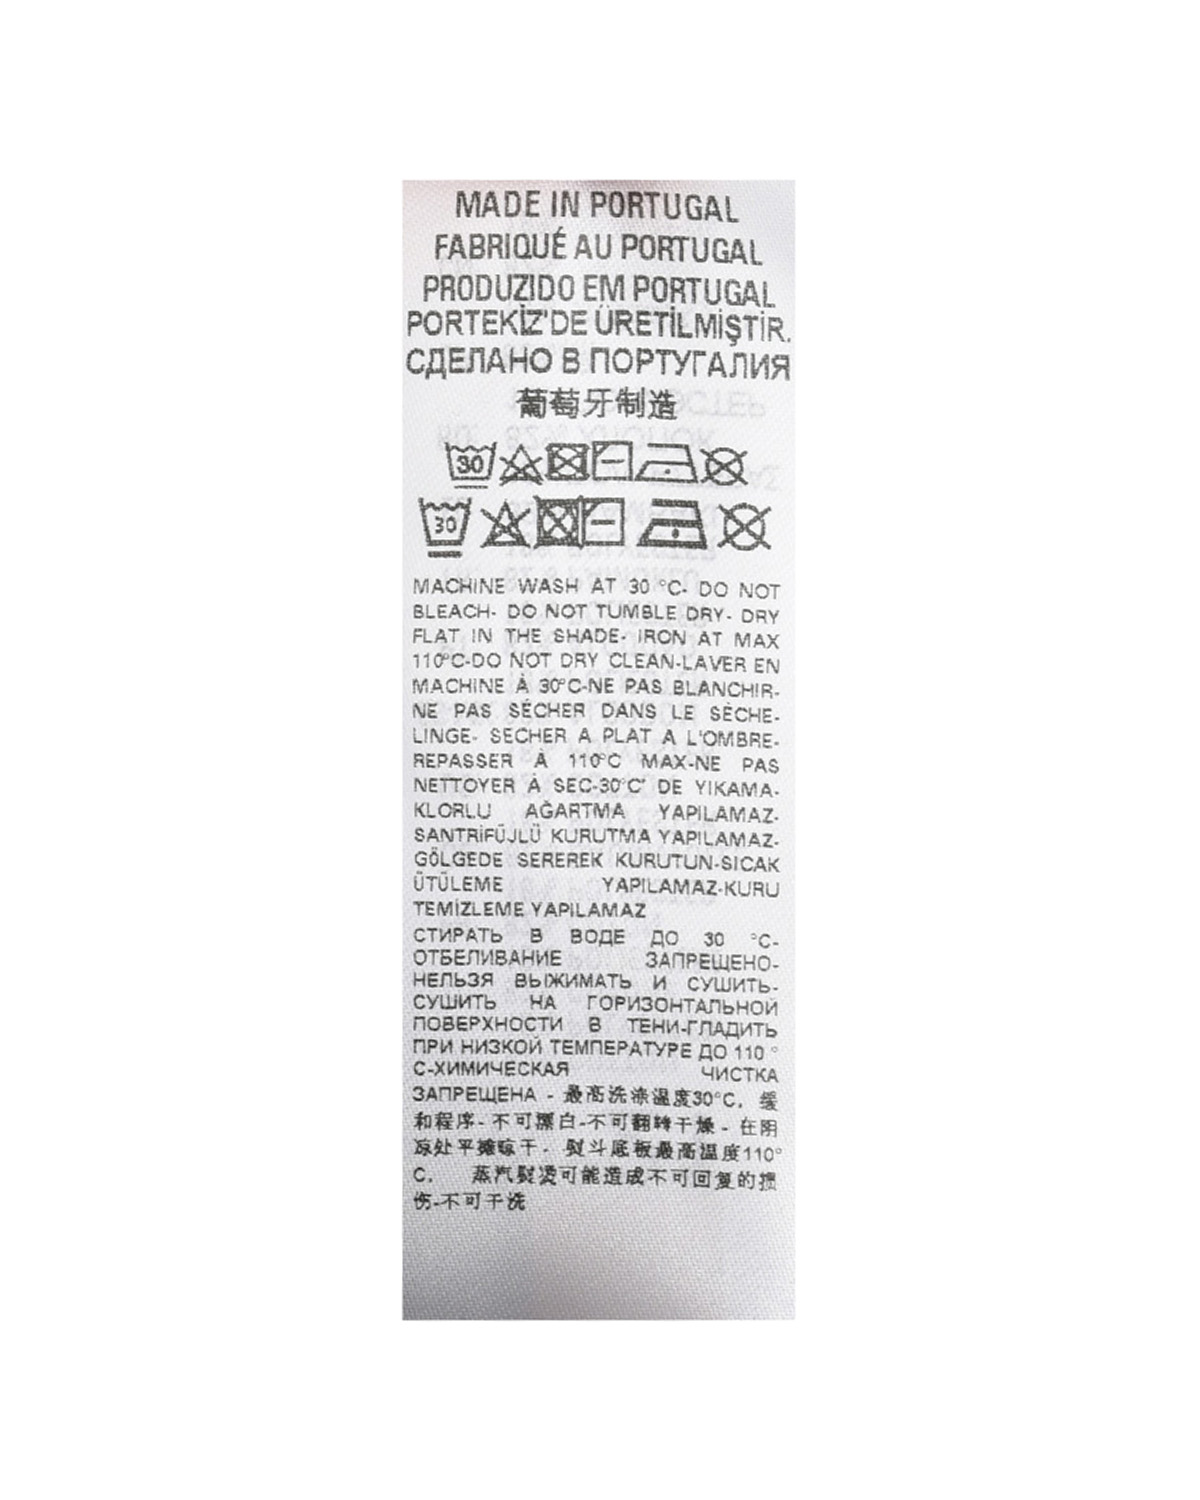 MADE IN PORTUGAL
FABRIQUÉ AU PORTUGAL
PRODUZIDO EM PORTUGAL
PORTEKİZ'DE ÜRETİLMİŞTİR.
СДЕЛАНО В ПОРТУГАЛИЯ
葡萄牙制造
30
30
MACHINE WASH AT 30 °C- DO NOT
BLEACH- DO NOT TUMBLE DRY- DRY
FLAT IN THE SHADE- IRON AT MAX
110°C-DO NOT DRY CLEAN-LAVER EN
MACHINE À 30°C-NE PAS BLANCHIR-
NE PAS SÉCHER DANS LE SÈCHE-
LINGE- SECHER A PLAT A L'OMBRE-
REPASSER À 110°C MAX-NE PAS
NETTOYER À SEC-30°C' DE YIKAMA-
KLORLU AĞARTMA YAPILAMAZ-
SANTRİFÜJLÜ KURUTMA YAPILAMAZ-
GÖLGEDE SEREREK KURUTUN-SICAK
ÜTÜLEME YAPILAMAZ-KURU
TEMİZLEME YAPILAMAZ
СТИРАТЬ В ВОДЕ ДО 30 °C-
ОТБЕЛИВАНИЕ ЗАПРЕЩЕНО-
НЕЛЬЗЯ ВЫЖИМАТЬ И СУШИТЬ-
СУШИТЬ НА ГОРИЗОНТАЛЬНОЙ
ПОВЕРХНОСТИ В ТЕНИ-ГЛАДИТЬ
ПРИ НИЗКОЙ ТЕМПЕРАТУРЕ ДО 110 °
C-ХИМИЧЕСКАЯ ЧИСТКА
ЗАПРЕЩЕНА - 最高洗涤温度30°C, 缓
和程序- 不可漂白-不可翻转干燥 - 在阴
凉处平摊晾干- 熨斗底板最高温度110°
C, 蒸汽熨烫可能造成不可回复的损
伤-不可干洗